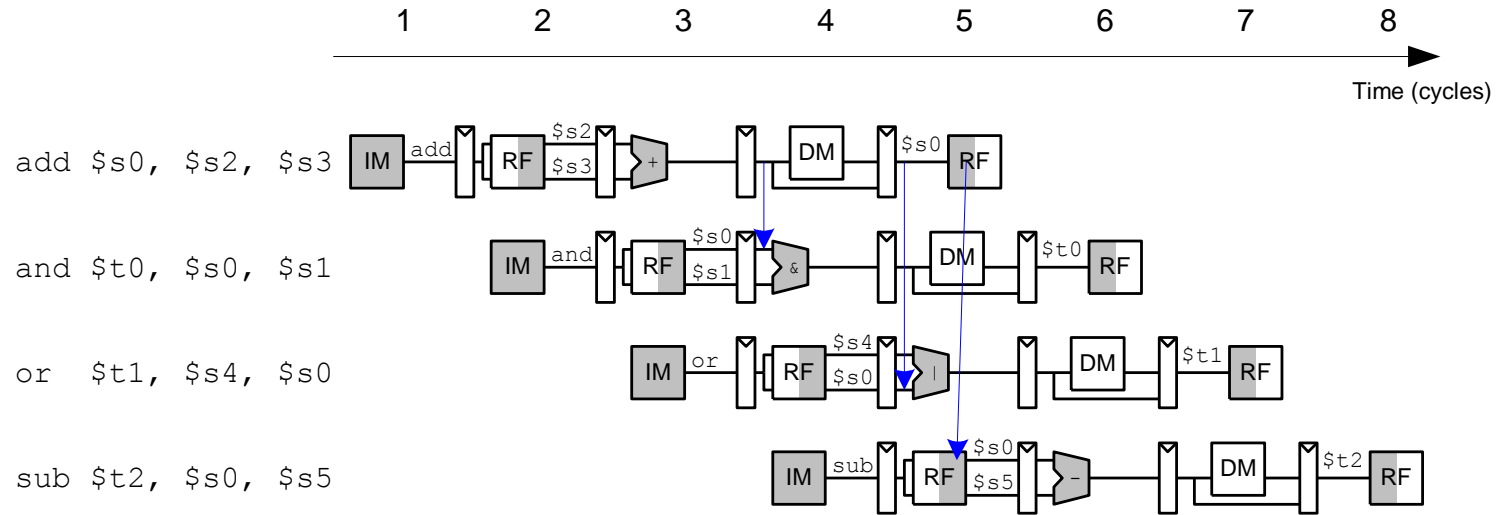 1 2 3 4 5 6 7 8
Time (cycles)
add $s0, $s2, $s3 IM add RF $s2 $s3 + DM $s0 RF
and $t0, $s0, $s1 IM and RF $s0 $s1 & DM $t0 RF
or $t1, $s4, $s0 IM or RF $s4 $s0 | DM $t1 RF
sub $t2, $s0, $s5 IM sub RF $s0 $s5 - DM $t2 RF